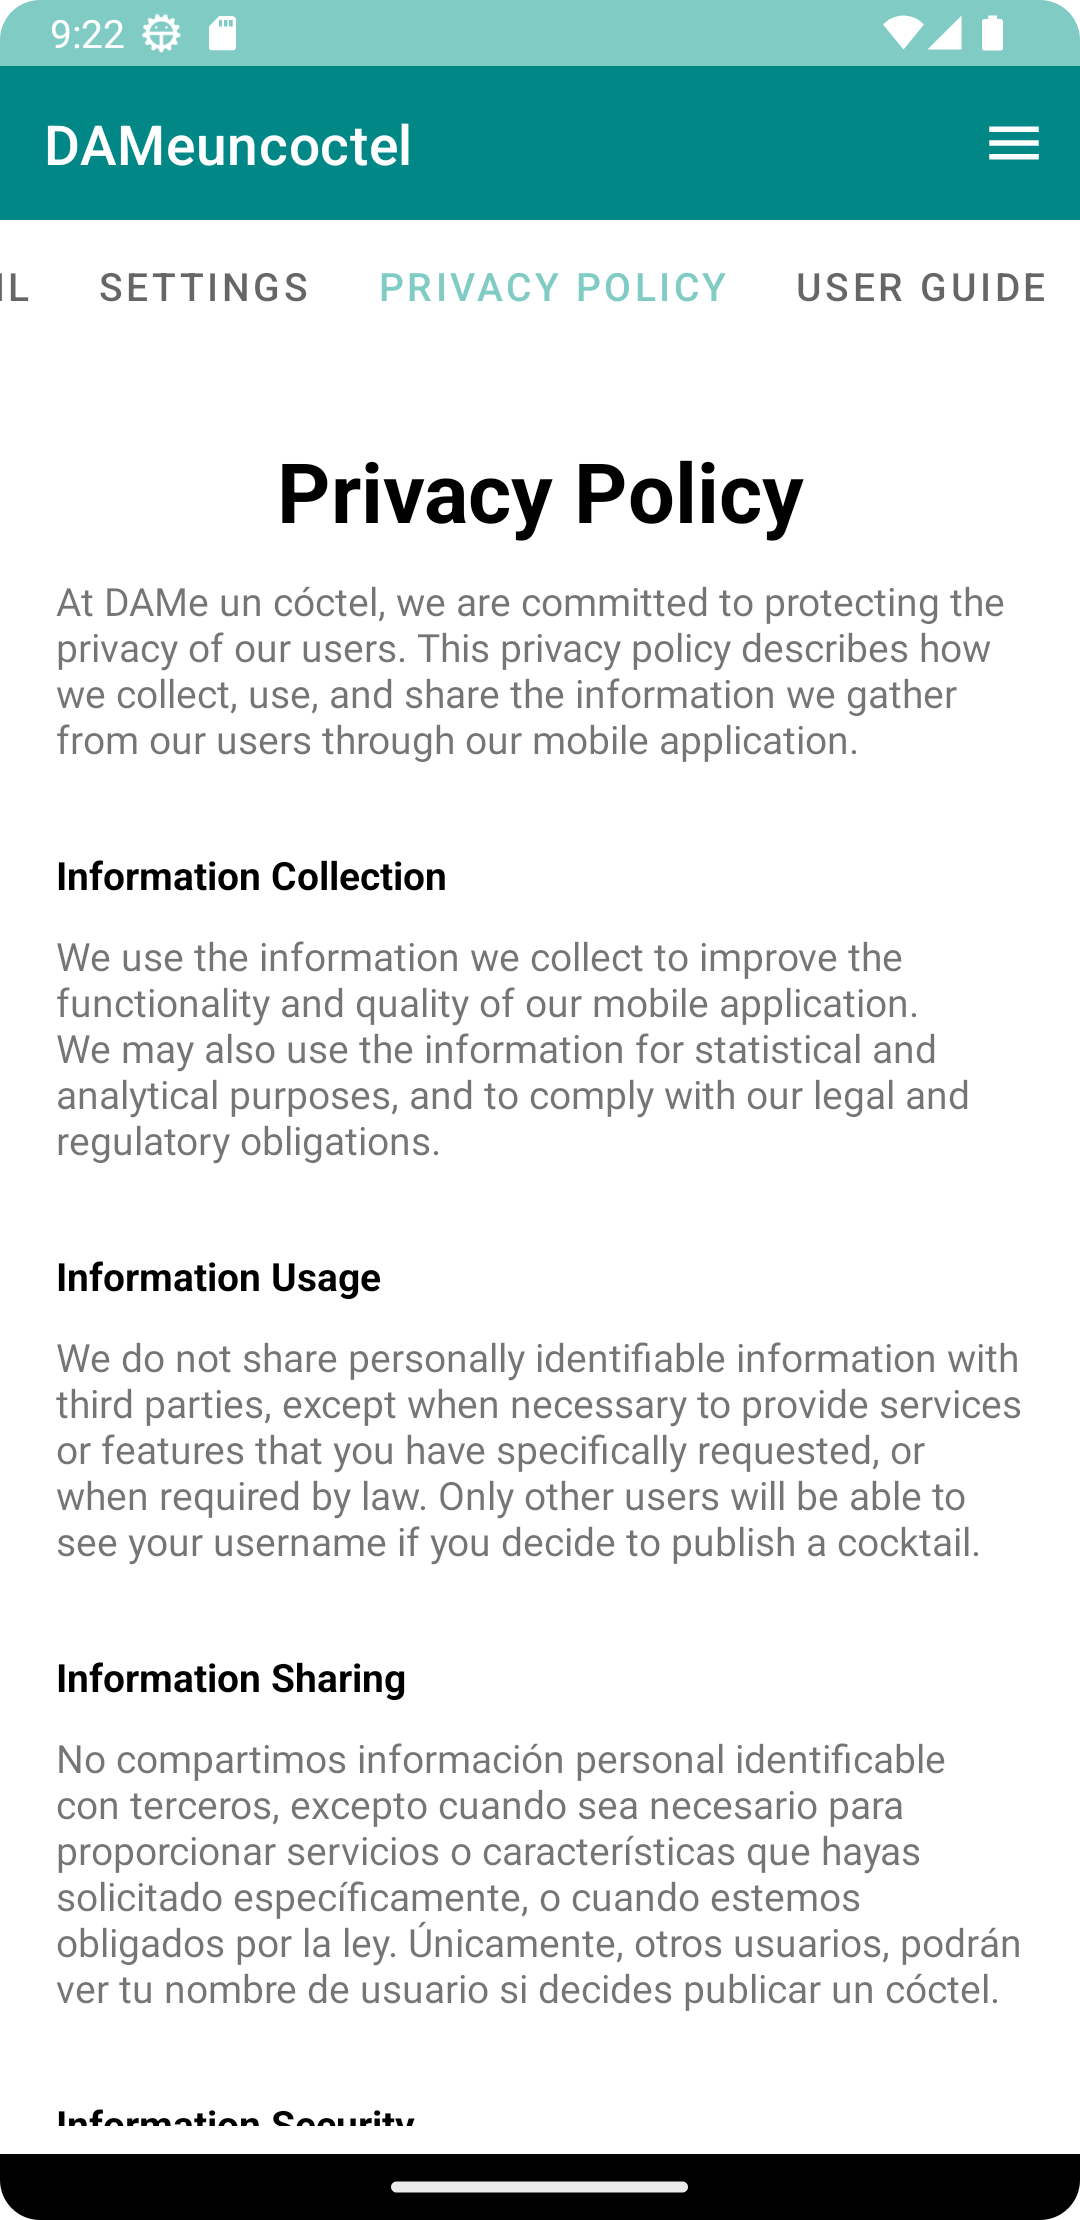 9:22
DAMeuncoctel
IL SETTINGS PRIVACY POLICY USER GUIDE
Privacy Policy
At DAMe un cóctel, we are committed to protecting the
privacy of our users. This privacy policy describes how
we collect, use, and share the information we gather
from our users through our mobile application.
Information Collection
We use the information we collect to improve the
functionality and quality of our mobile application.
We may also use the information for statistical and
analytical purposes, and to comply with our legal and
regulatory obligations.
Information Usage
We do not share personally identifiable information with
third parties, except when necessary to provide services
or features that you have specifically requested, or
when required by law. Only other users will be able to
see your username if you decide to publish a cocktail.
Information Sharing
No compartimos información personal identificable
con terceros, excepto cuando sea necesario para
proporcionar servicios o características que hayas
solicitado específicamente, o cuando estemos
obligados por la ley. Únicamente, otros usuarios, podrán
ver tu nombre de usuario si decides publicar un cóctel.
Information Security